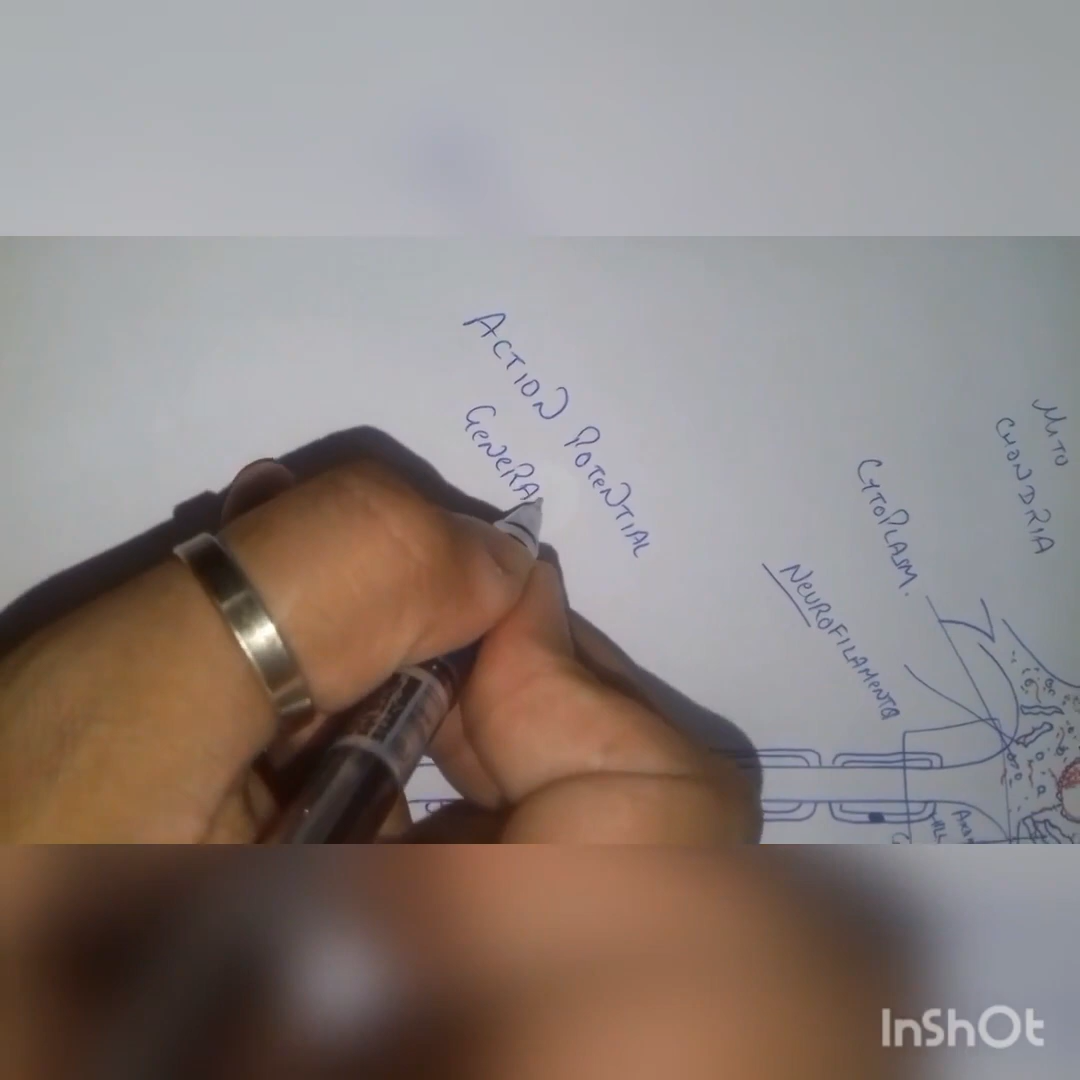 ACTION POTENTIAL
GENERA
MITO
CHONDRIA
CYTOPLASM.
NEUROFILAMENTS
InShOt